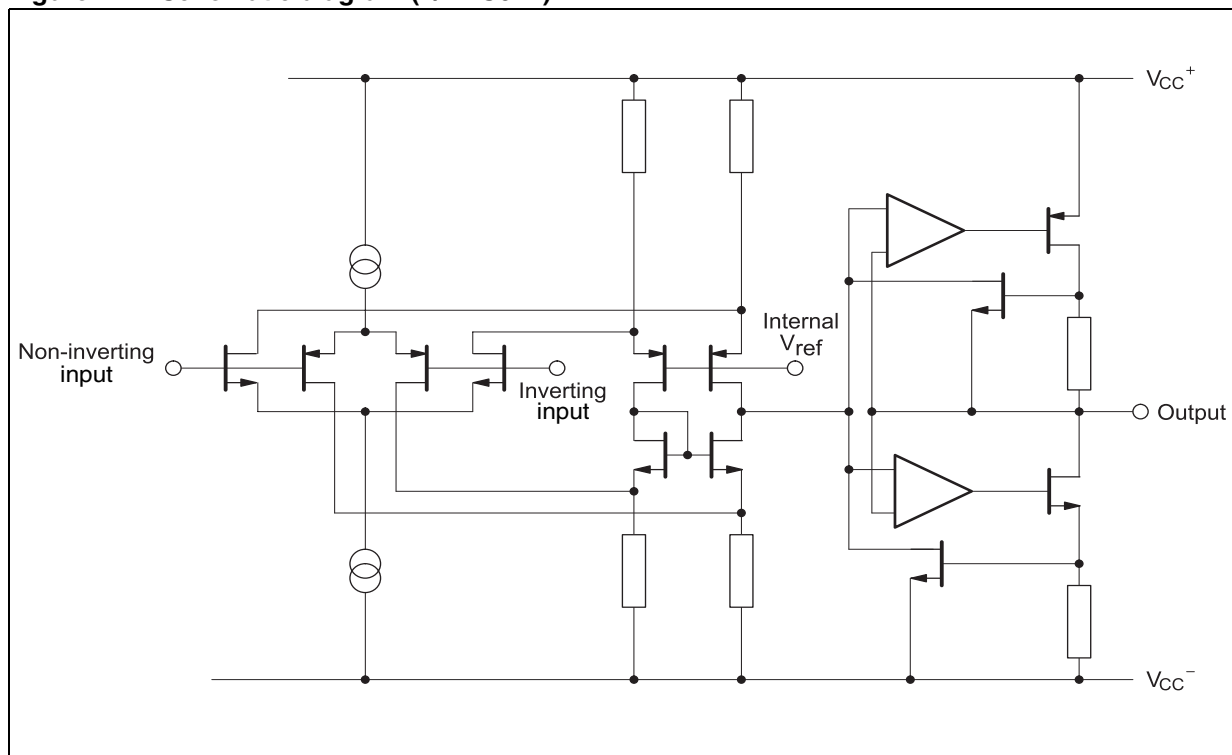 VCC+
Internal
Vref
Non-inverting
input
Inverting
input
Output
VCC−